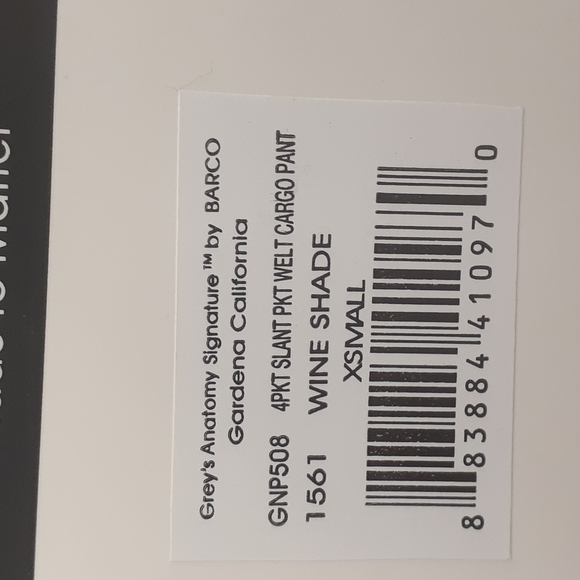 Grey's Anatomy Signature™ by BARCO
Gardena California
GNP508 4PKT SLANT PKT WELT CARGO PANT
1561 WINE SHADE
XSMALL
8 83884 41097 0